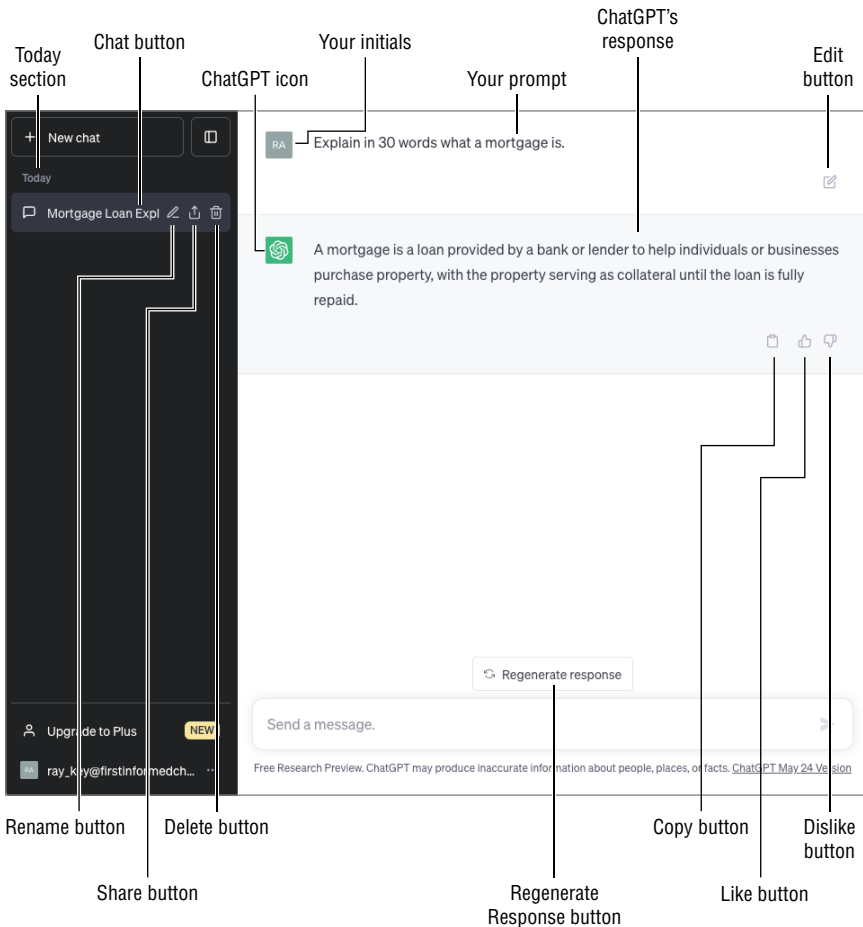 ChatGPT's
response
Chat button
Your initials
Today
section
Edit
button
ChatGPT icon
Your prompt
New chat
RA
Explain in 30 words what a mortgage is.
Today
Mortgage Loan Expl
A mortgage is a loan provided by a bank or lender to help individuals or businesses
purchase property, with the property serving as collateral until the loan is fully
repaid.
Regenerate response
Upgrade to Plus
NEW
Send a message.
RA
ray_key@firstinformedch...
Free Research Preview. ChatGPT may produce inaccurate information about people, places, or facts. ChatGPT May 24 Version
Rename button
Delete button
Copy button
Dislike
button
Share button
Regenerate
Response button
Like button